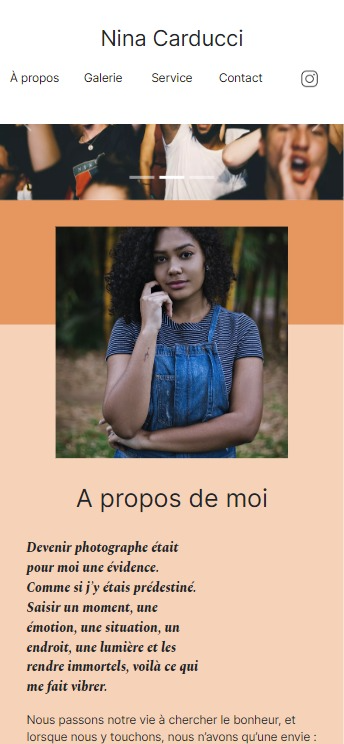 Nina Carducci
À propos Galerie Service Contact
A propos de moi
Devenir photographe était
pour moi une évidence.
Comme si j'y étais prédestiné.
Saisir un moment, une
émotion, une situation, un
endroit, une lumière et les
rendre immortels, voilà ce qui
me fait vibrer.
Nous passons notre vie à chercher le bonheur, et
lorsque nous y touchons, nous n'avons qu'une envie :